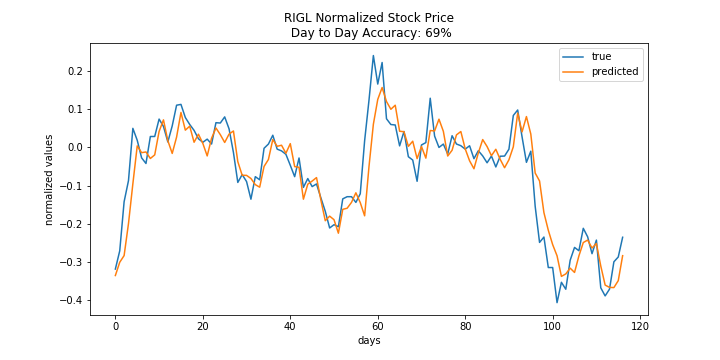 RIGL Normalized Stock Price
Day to Day Accuracy: 69%
true
predicted
normalized values
0.2
0.1
0.0
−0.1
−0.2
−0.3
−0.4
0 20 40 60 80 100 120
days